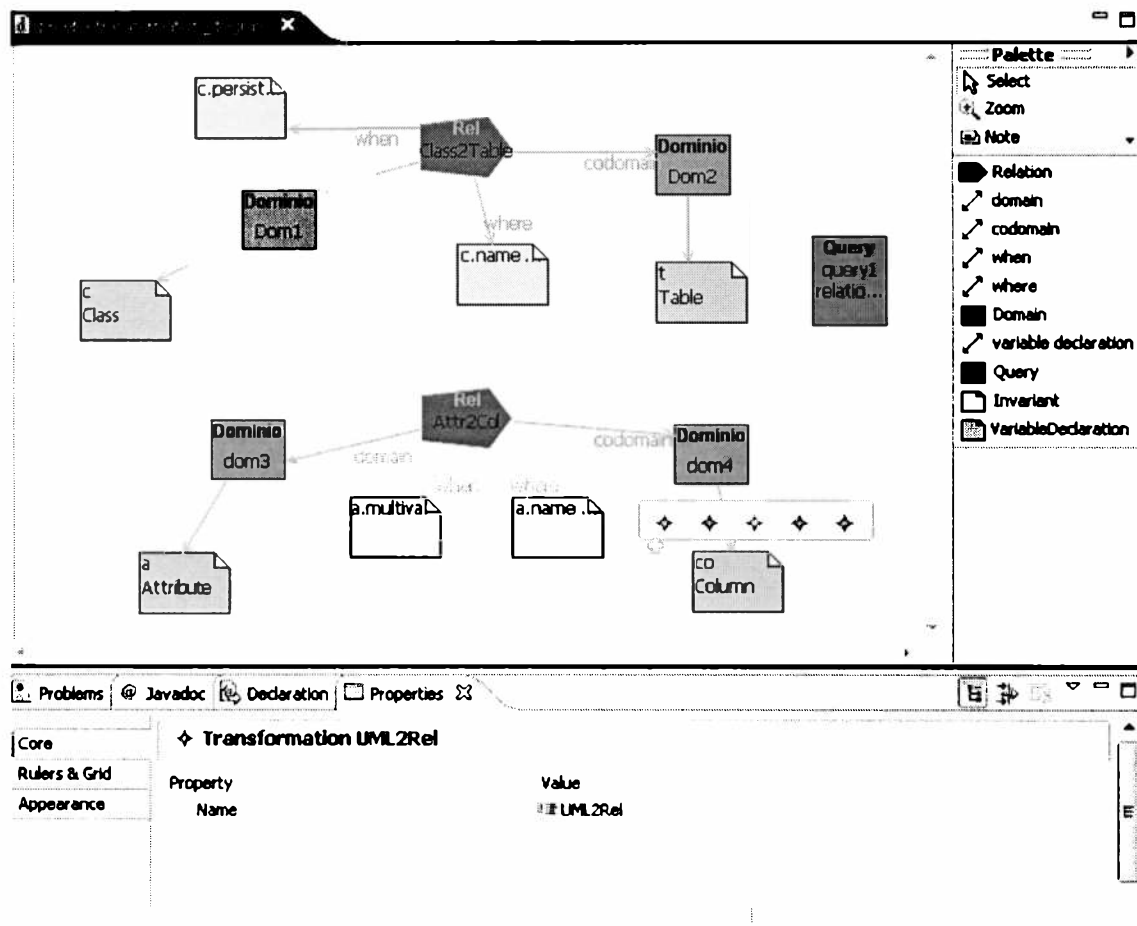 Palette
Select
Zoom
Note
Relation
domain
codomain
when
where
Domain
variable declaration
Query
Invariant
VariableDeclaration
c.persist.
when
Rel
Class2Table
codomai
Dominio
Dom2
Dominio
Dom1
where
c.name ..
c
Class
t
Table
Query
query1
relatio...
Rel
Attr2Col
Dominio
dom3
domain
codomain
Dominio
dom4
when
where
a.multiva
a.name ..
a
Attribute
co
Column
Problems
@ Javadoc
Declaration
Properties
Core
Rulers & Grid
Appearance
Transformation UML2Rel
Property Value
Name UML2Rel